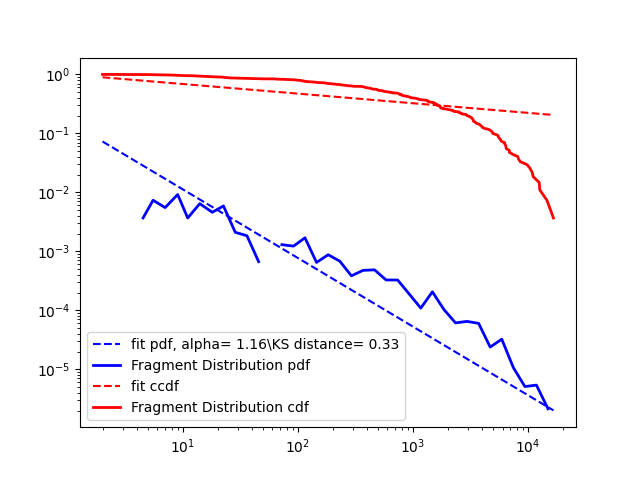 10⁰
10⁻¹
10⁻²
10⁻³
10⁻⁴
10⁻⁵
fit pdf, alpha= 1.16\KS distance= 0.33
Fragment Distribution pdf
fit ccdf
Fragment Distribution cdf
10¹ 10² 10³ 10⁴